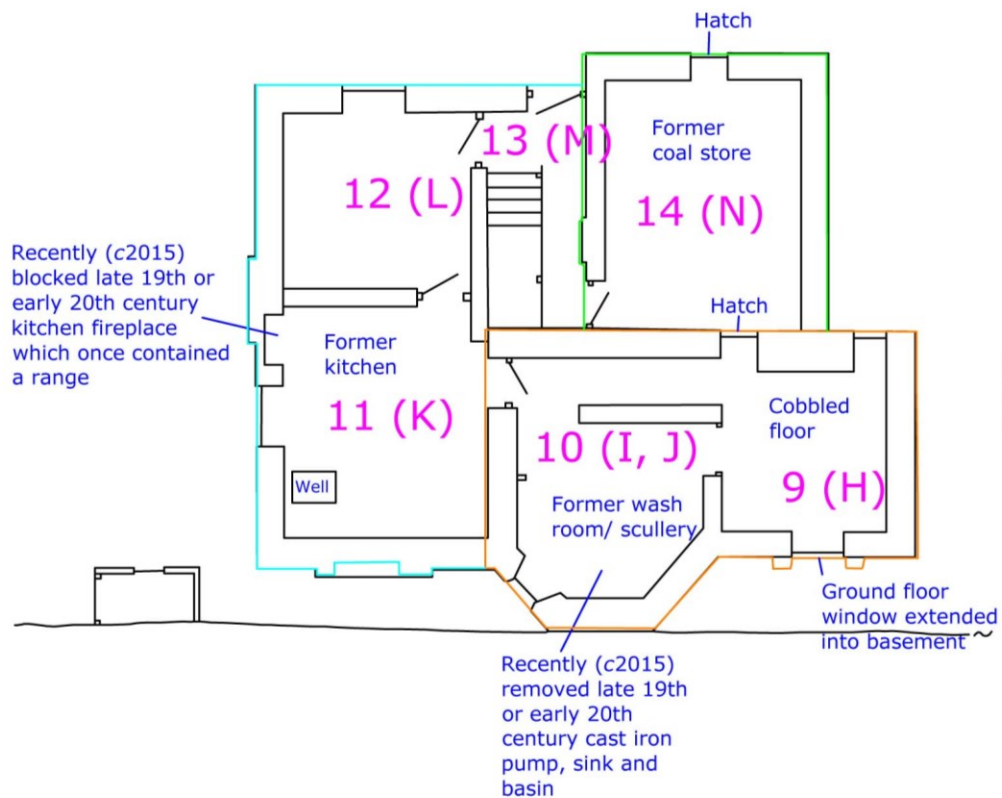 Hatch
13 (M)
Former
coal store
12 (L)
14 (N)
Recently (c2015)
blocked late 19th or
early 20th century
kitchen fireplace
which once contained
a range
Hatch
Former
kitchen
11 (K)
Cobbled
floor
10 (I, J)
9 (H)
Well
Former wash
room/ scullery
Ground floor
window extended
into basement
Recently (c2015)
removed late 19th
or early 20th
century cast iron
pump, sink and
basin